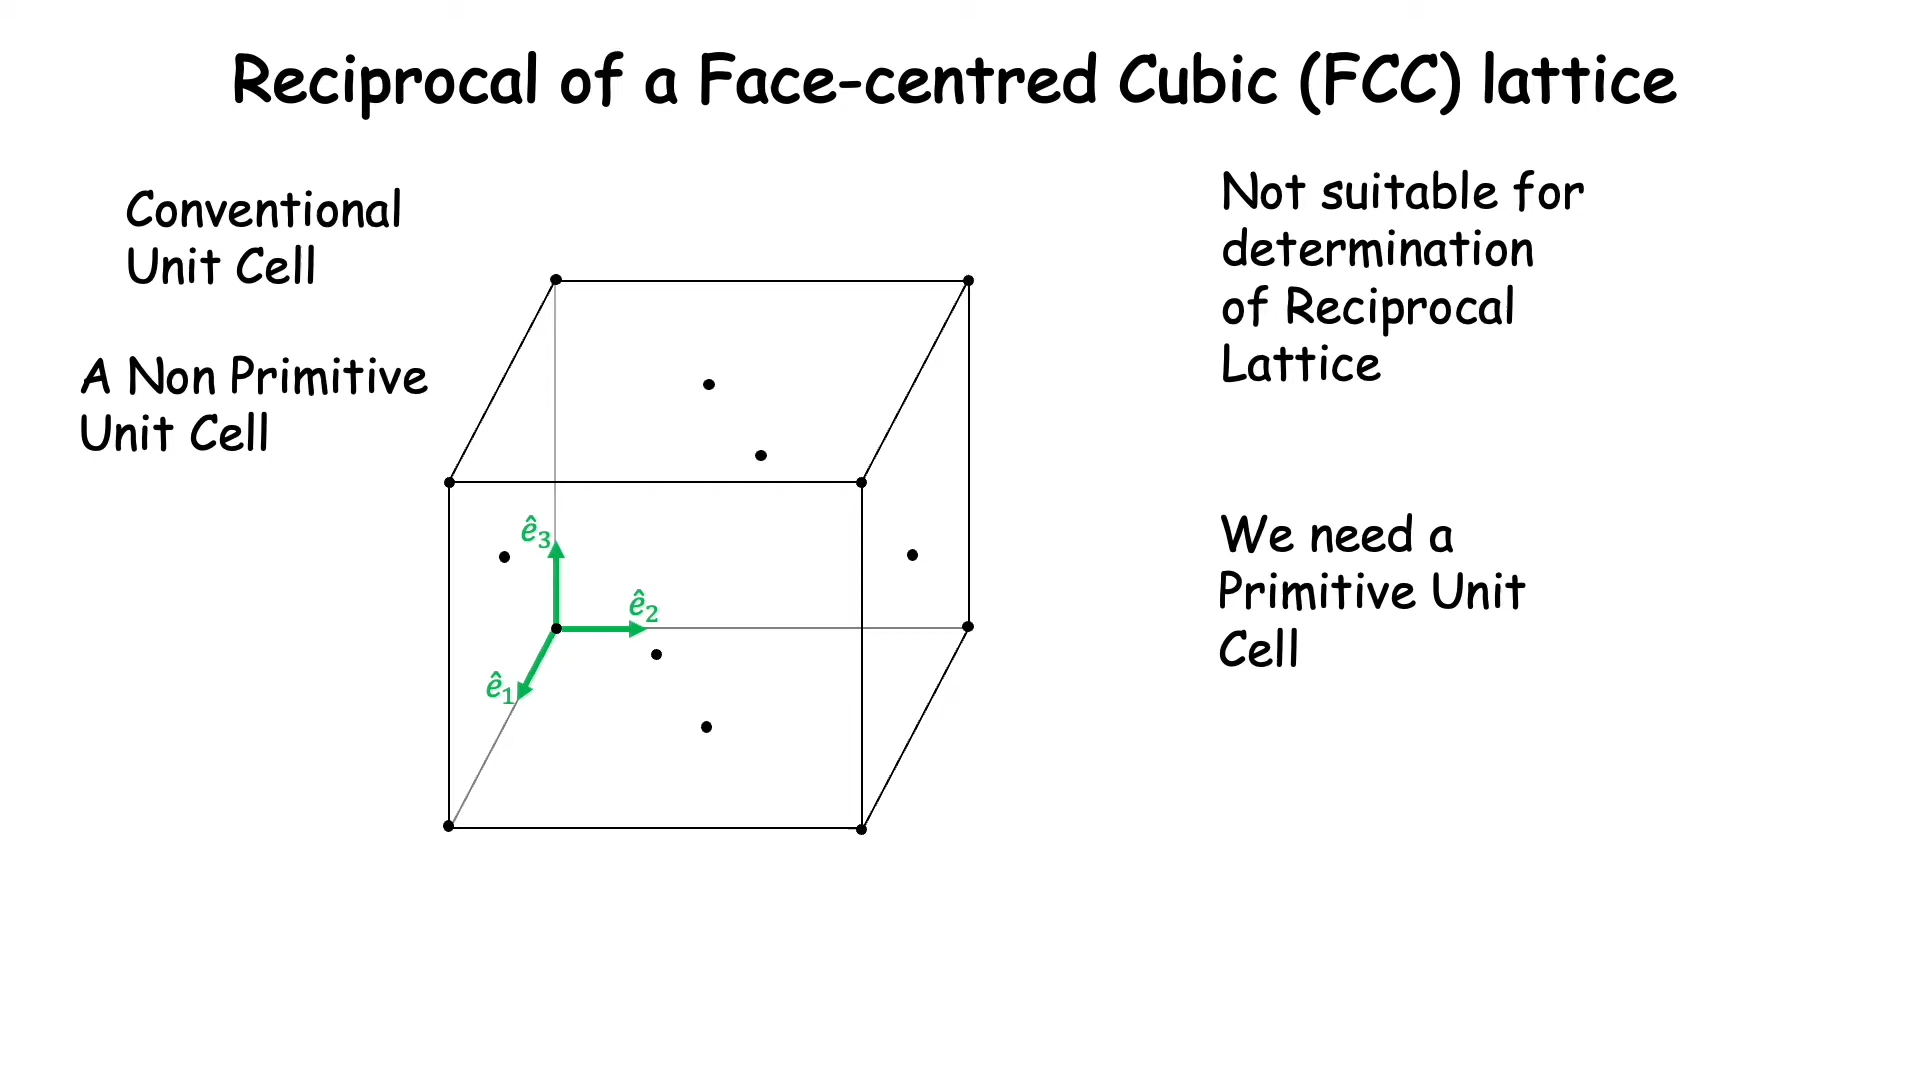 Reciprocal of a Face-centred Cubic (FCC) lattice
Conventional
Unit Cell
A Non Primitive
Unit Cell
Not suitable for
determination
of Reciprocal
Lattice
We need a
Primitive Unit
Cell
ê₃
ê₂
ê₁